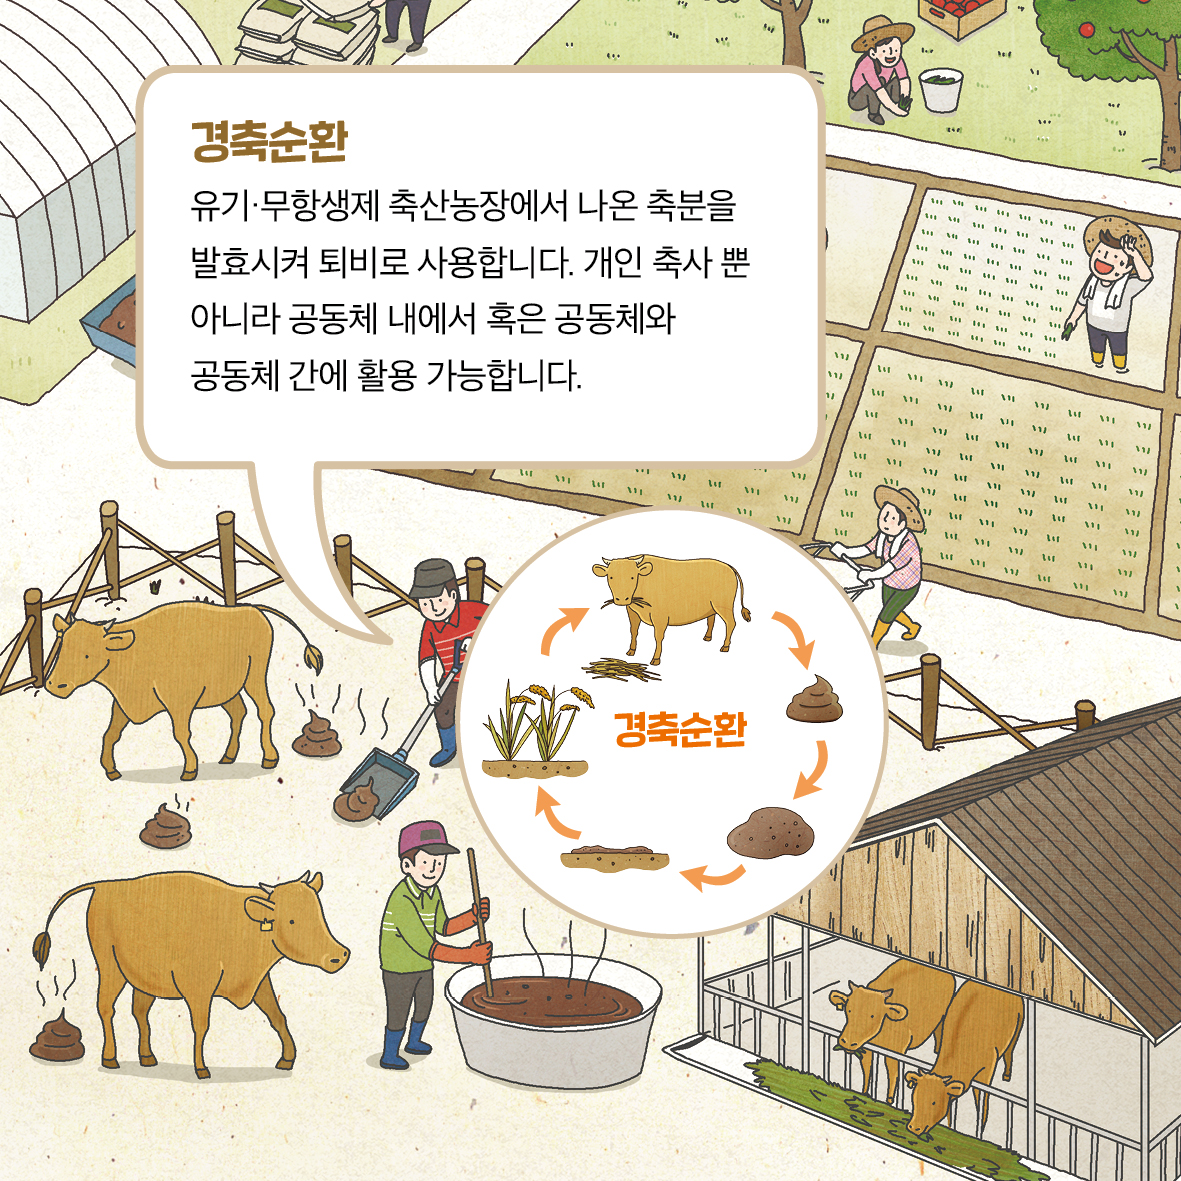 경축순환
유기·무항생제 축산농장에서 나온 축분을
발효시켜 퇴비로 사용합니다. 개인 축사 뿐
아니라 공동체 내에서 혹은 공동체와
공동체 간에 활용 가능합니다.
경축순환